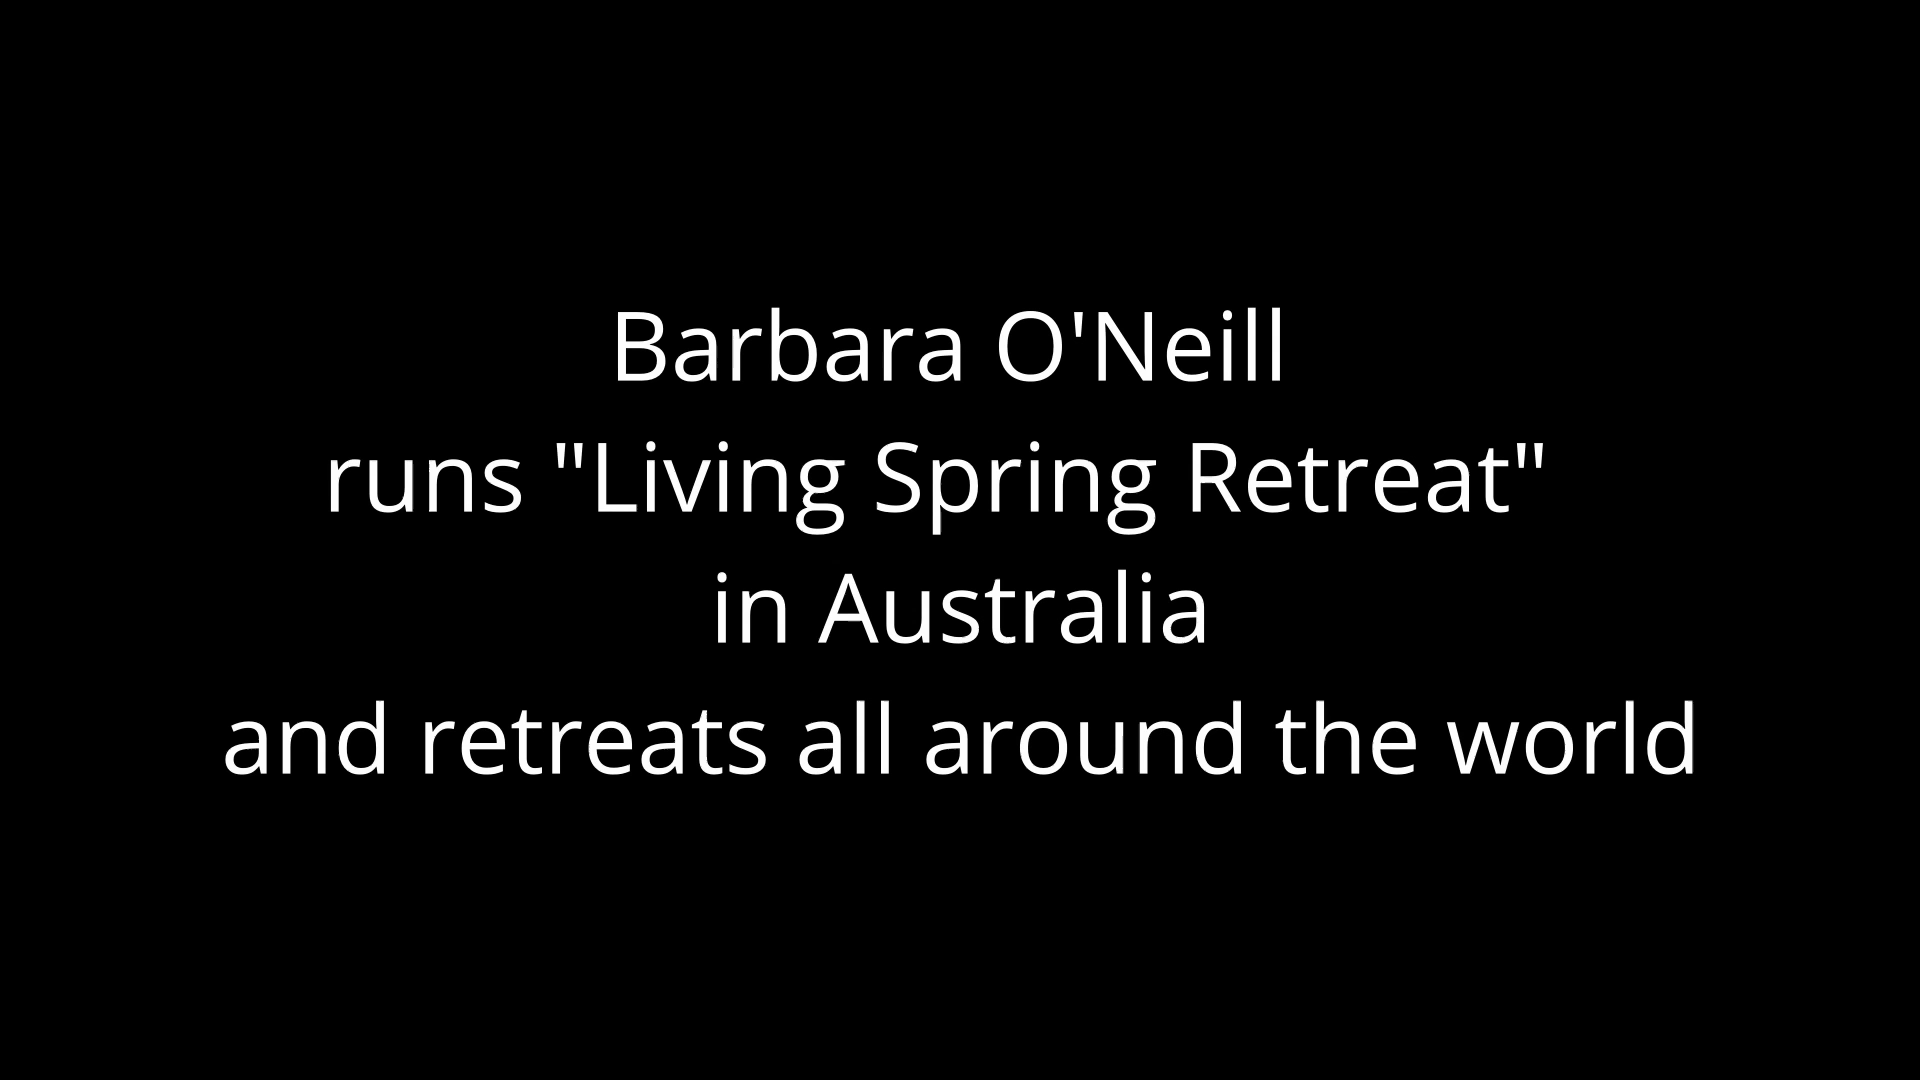 Barbara O'Neill
runs "Living Spring Retreat"
in Australia
and retreats all around the world